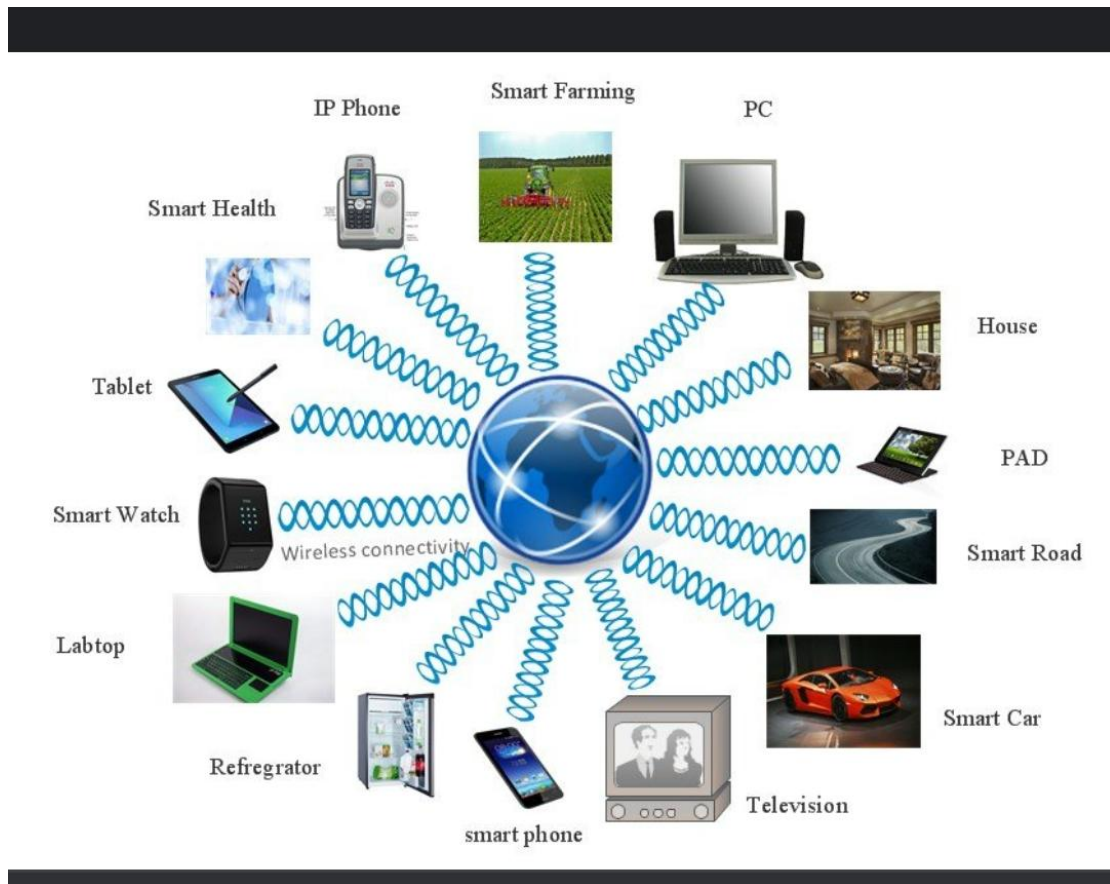 Smart Farming
IP Phone
PC
Smart Health
House
Tablet
PAD
Smart Watch
Wireless connectivity
Smart Road
Labtop
Smart Car
Refregrator
Television
smart phone